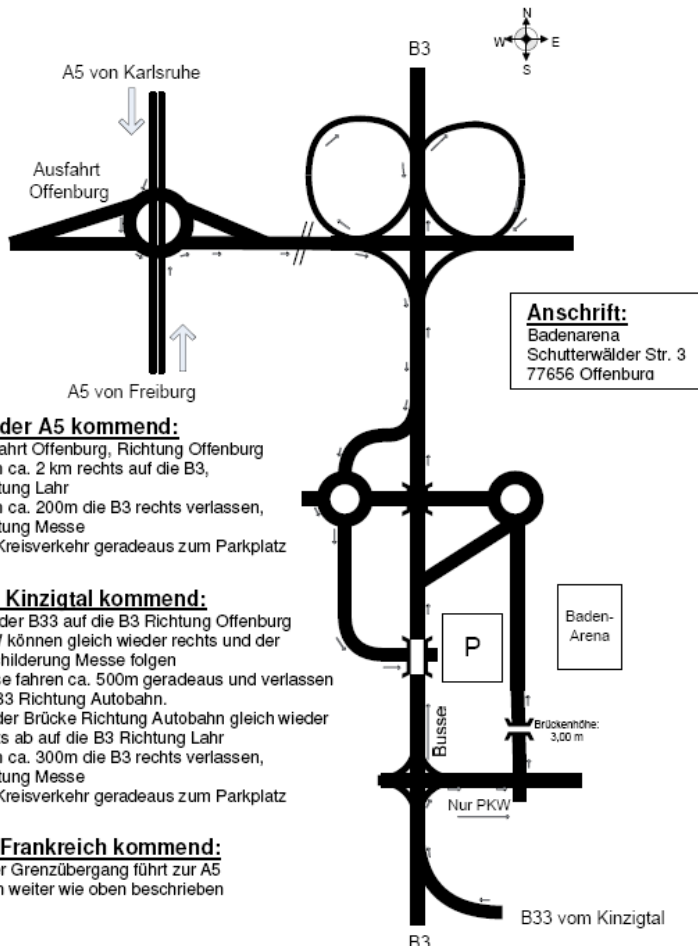 N
W E
S
B3
A5 von Karlsruhe
Ausfahrt
Offenburg
A5 von Freiburg
Anschrift:
Badenarena
Schutterwälder Str. 3
77656 Offenburg
der A5 kommend:
ahrt Offenburg, Richtung Offenburg
n ca. 2 km rechts auf die B3,
tung Lahr
n ca. 200m die B3 rechts verlassen,
tung Messe
Kreisverkehr geradeaus zum Parkplatz
Kinzigtal kommend:
der B33 auf die B3 Richtung Offenburg
können gleich wieder rechts und der
childerung Messe folgen
se fahren ca. 500m geradeaus und verlassen
B3 Richtung Autobahn.
der Brücke Richtung Autobahn gleich wieder
ts ab auf die B3 Richtung Lahr
n ca. 300m die B3 rechts verlassen,
tung Messe
Kreisverkehr geradeaus zum Parkplatz
Frankreich kommend:
er Grenzübergang führt zur A5
n weiter wie oben beschrieben
P
Baden-
Arena
Brückenhöhe:
3,00 m
Busse
Nur PKW
B33 vom Kinzigtal
B3